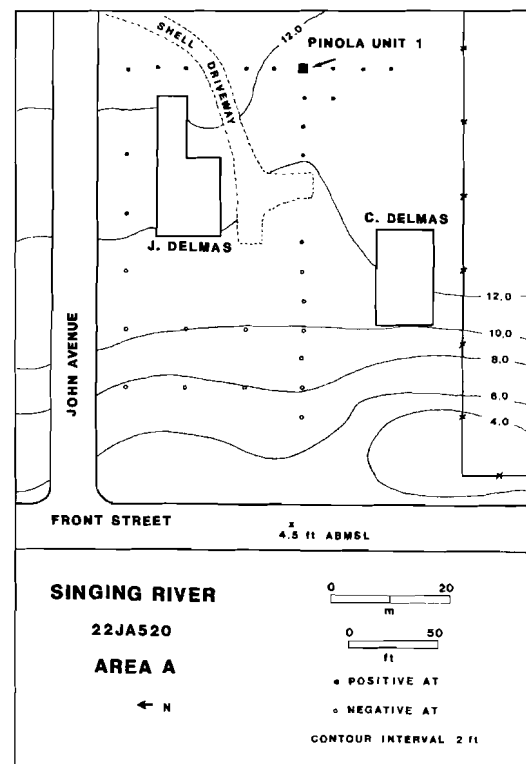 12.0
PINOLA UNIT 1
SHELL
DRIVEWAY
C. DELMAS
J. DELMAS
12.0
10.0
8.0
6.0
4.0
JOHN AVENUE
FRONT STREET
x
4.5 ft ABMSL
SINGING RIVER
22JA520
AREA A
← N
0 20
m
0 50
ft
• POSITIVE AT
o NEGATIVE AT
CONTOUR INTERVAL 2 ft